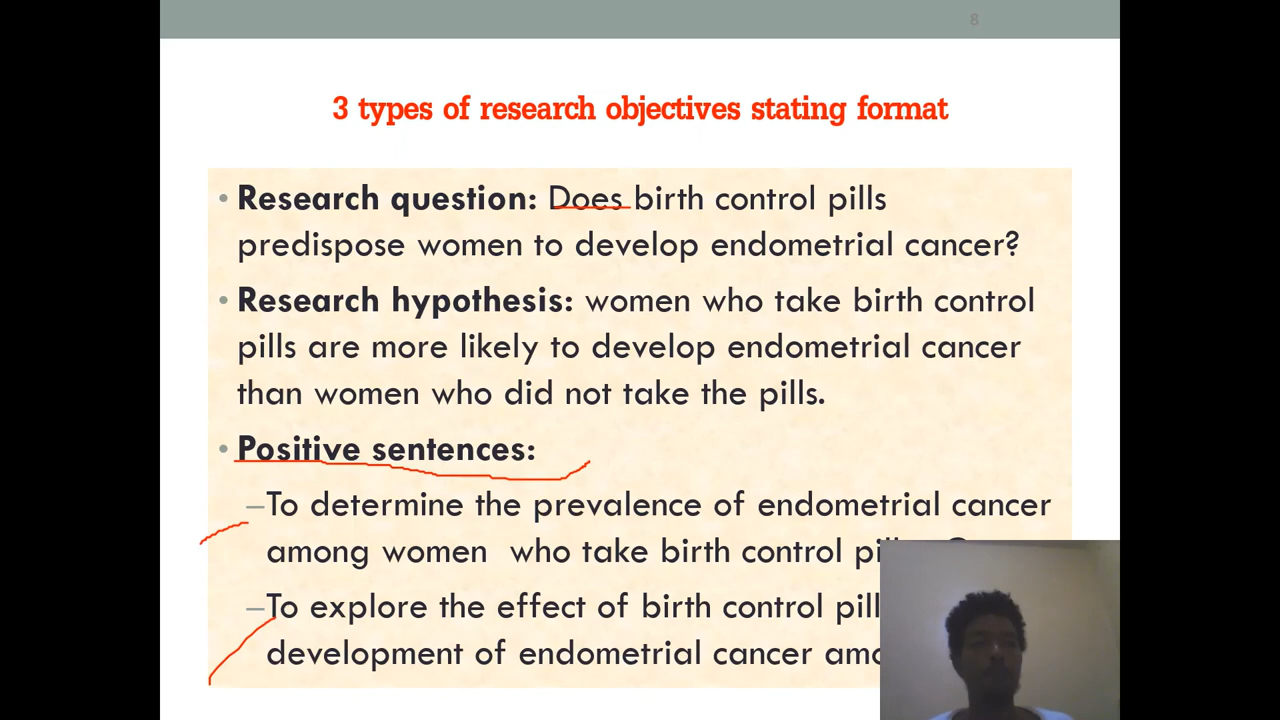 8
3 types of research objectives stating format
• Research question: Does birth control pills
predispose women to develop endometrial cancer?
• Research hypothesis: women who take birth control
pills are more likely to develop endometrial cancer
than women who did not take the pills.
• Positive sentences:
–To determine the prevalence of endometrial cancer
among women who take birth control
–To explore the effect of birth control pill
development of endometrial cancer